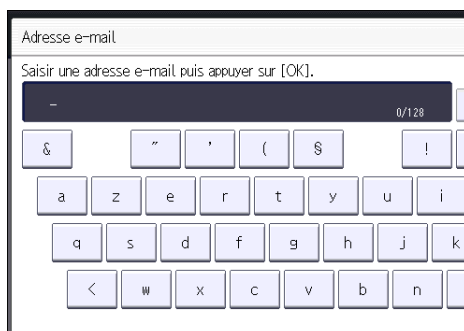 Adresse e-mail
Saisir une adresse e-mail puis appuyer sur [OK].
_
0/128
& " ' ( § !
a z e r t y u i
q s d f g h j k
< w x c v b n